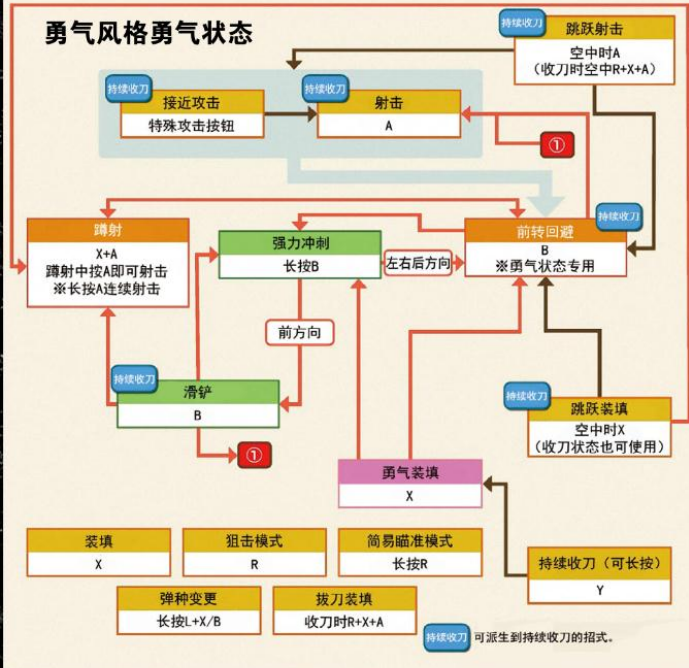 勇气风格勇气状态
持续收刀
跳跃射击
空中时A
(收刀时空中R+X+A)
持续收刀
接近攻击
特殊攻击按钮
持续收刀
射击
A
①
蹲射
X+A
蹲射中按A即可射击
※长按A连续射击
强力冲刺
长按B
左右后方向
持续收刀
前转回避
B
※勇气状态专用
前方向
持续收刀
滑铲
B
①
持续收刀
跳跃装填
空中时X
(收刀状态也可使用)
勇气装填
X
装填
X
狙击模式
R
简易瞄准模式
长按R
持续收刀(可长按)
Y
弹种变更
长按L+X/B
拔刀装填
收刀时R+X+A
持续收刀 可派生到持续收刀的招式。